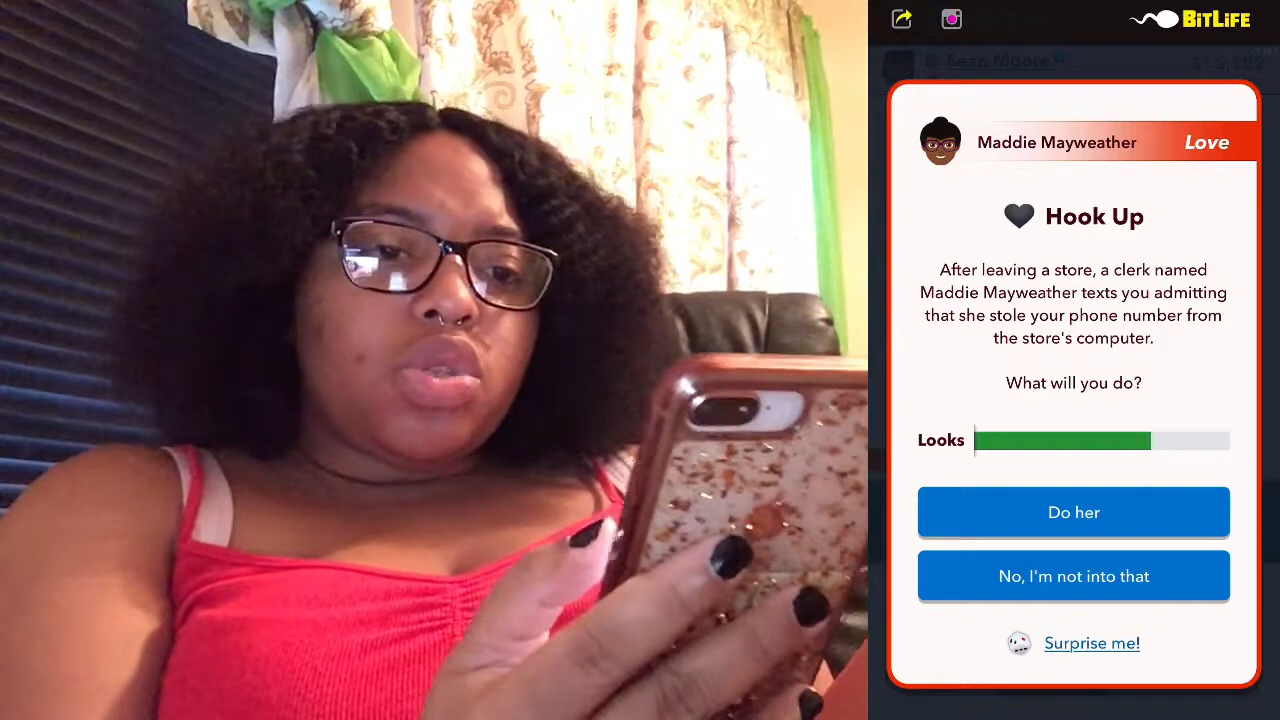 BitLife
Sean Moore
Maddie Mayweather
Love
Hook Up
After leaving a store, a clerk named
Maddie Mayweather texts you admitting
that she stole your phone number from
the store's computer.
What will you do?
Looks
Do her
No, I'm not into that
Surprise me!